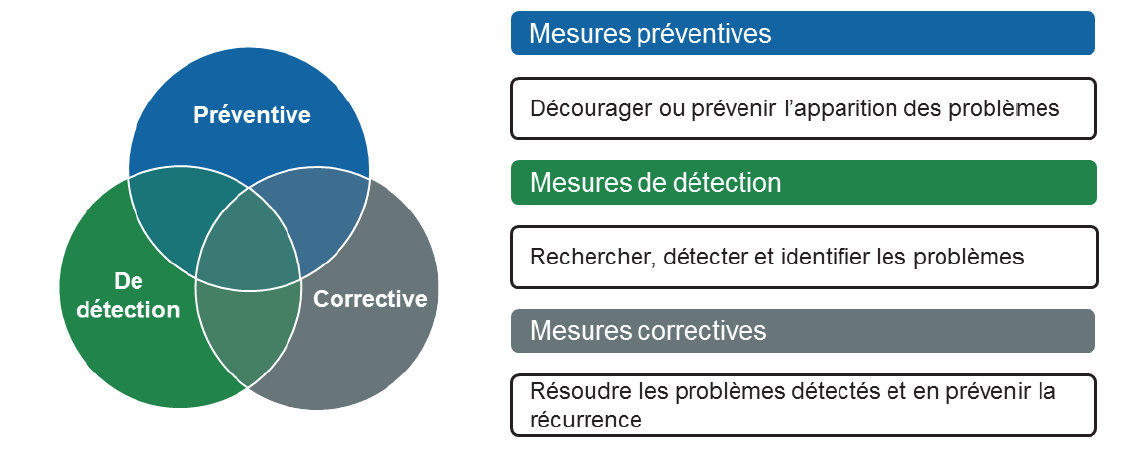 Préventive
De
détection
Corrective
Mesures préventives
Décourager ou prévenir l’apparition des problèmes
Mesures de détection
Rechercher, détecter et identifier les problèmes
Mesures correctives
Résoudre les problèmes détectés et en prévenir la
récurrence